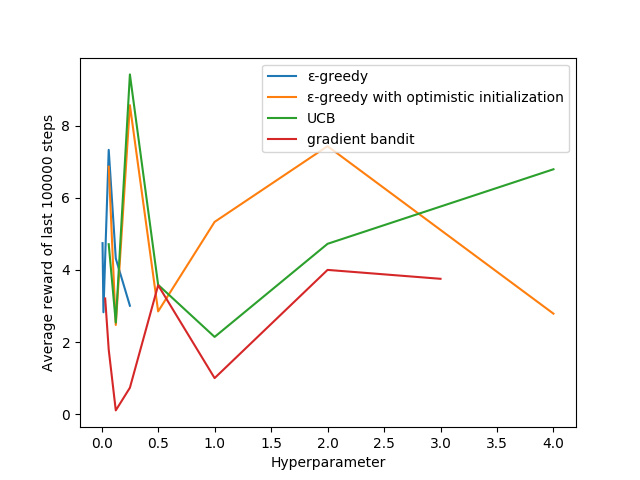 ε-greedy
ε-greedy with optimistic initialization
UCB
gradient bandit
8
6
4
2
0
Average reward of last 100000 steps
0.0 0.5 1.0 1.5 2.0 2.5 3.0 3.5 4.0
Hyperparameter